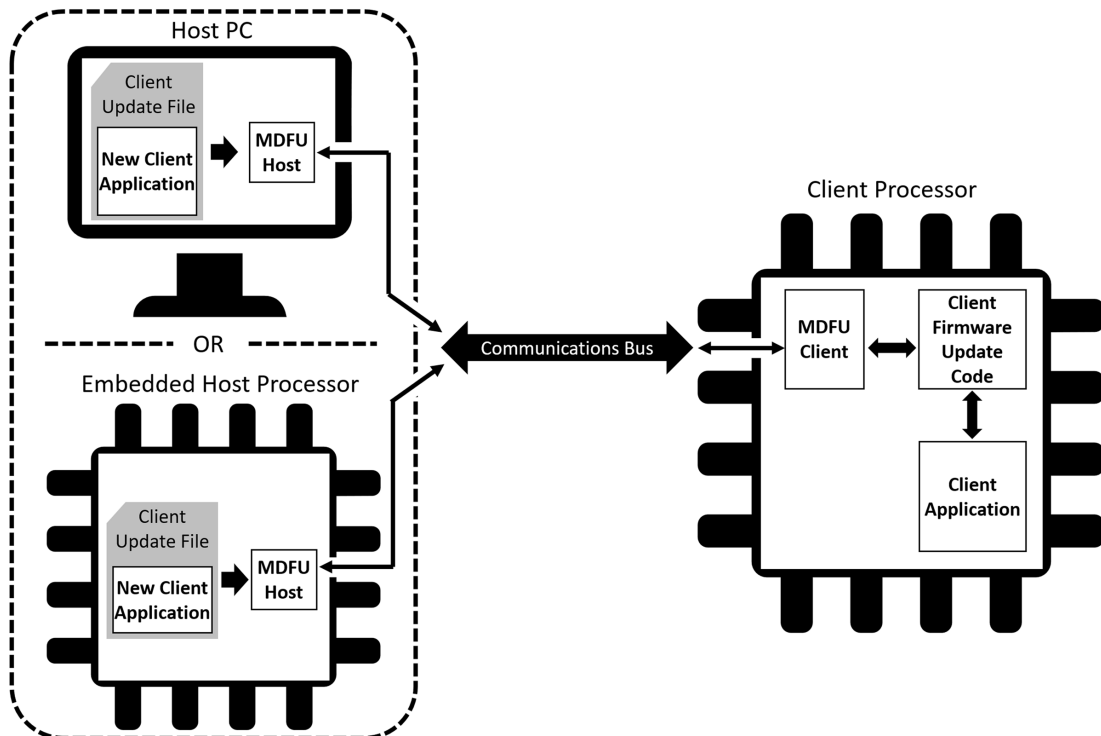 Host PC
Client
Update File
New Client
Application
MDFU
Host
OR
Embedded Host Processor
Client
Update File
New Client
Application
MDFU
Host
Communications Bus
Client Processor
MDFU
Client
Client
Firmware
Update
Code
Client
Application